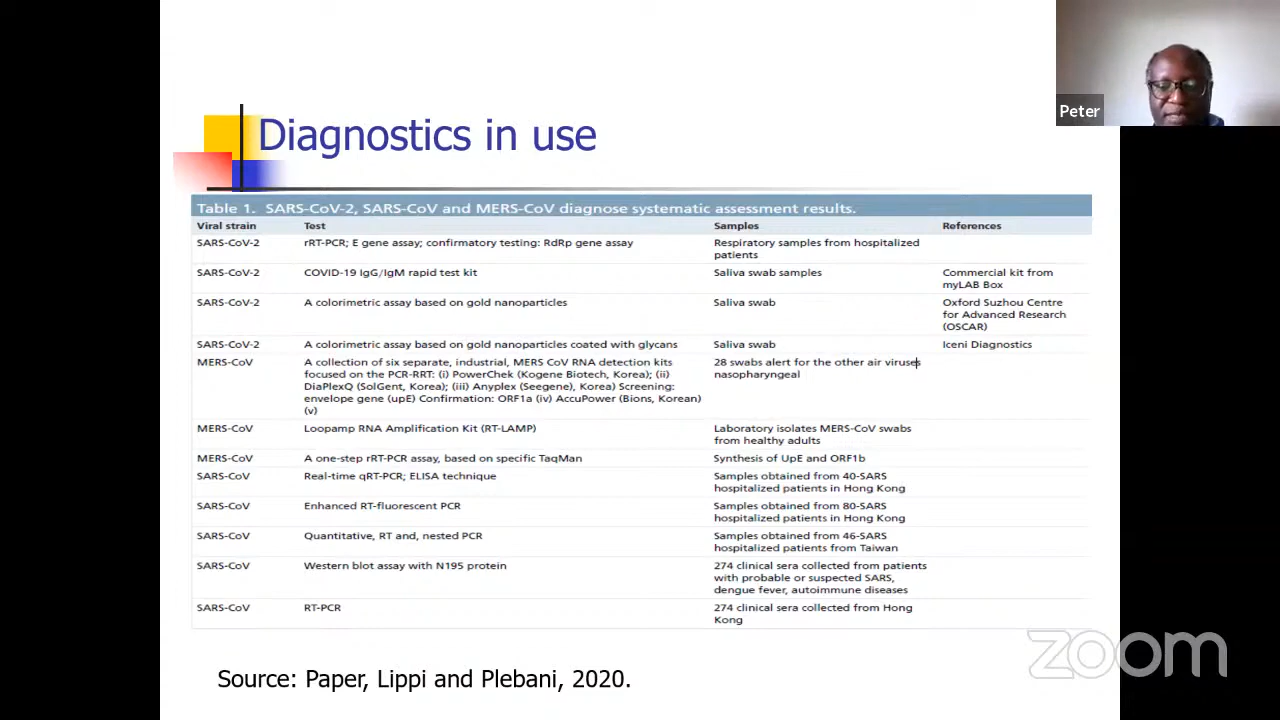 Peter
Diagnostics in use
Table 1. SARS-CoV-2, SARS-CoV and MERS-CoV diagnose systematic assessment results.
Viral strain Test Samples References
SARS-CoV-2 rRT-PCR; E gene assay; confirmatory testing: RdRp gene assay Respiratory samples from hospitalized
patients
SARS-CoV-2 COVID-19 IgG/IgM rapid test kit Saliva swab samples Commercial kit from
myLAB Box
SARS-CoV-2 A colorimetric assay based on gold nanoparticles Saliva swab Oxford Suzhou Centre
for Advanced Research
(OSCAR)
SARS-CoV-2 A colorimetric assay based on gold nanoparticles coated with glycans Saliva swab Iceni Diagnostics
MERS-CoV A collection of six separate, industrial, MERS CoV RNA detection kits 28 swabs alert for the other air viruses
focused on the PCR-RRT: (i) PowerChek (Kogene Biotech, Korea); (ii) nasopharyngeal
DiaPlexQ (SolGent, Korea); (iii) Anyplex (Seegene), Korea) Screening:
envelope gene (upE) Confirmation: ORF1a (iv) AccuPower (Bions, Korean)
(v)
MERS-CoV Loopamp RNA Amplification Kit (RT-LAMP) Laboratory isolates MERS-CoV swabs
from healthy adults
MERS-CoV A one-step rRT-PCR assay, based on specific TaqMan Synthesis of UpE and ORF1b
SARS-CoV Real-time qRT-PCR; ELISA technique Samples obtained from 40-SARS
hospitalized patients in Hong Kong
SARS-CoV Enhanced RT-fluorescent PCR Samples obtained from 80-SARS
hospitalized patients in Hong Kong
SARS-CoV Quantitative, RT and, nested PCR Samples obtained from 46-SARS
hospitalized patients from Taiwan
SARS-CoV Western blot assay with N195 protein 274 clinical sera collected from patients
with probable or suspected SARS,
dengue fever, autoimmune diseases
SARS-CoV RT-PCR 274 clinical sera collected from Hong
Kong
zoom
Source: Paper, Lippi and Plebani, 2020.